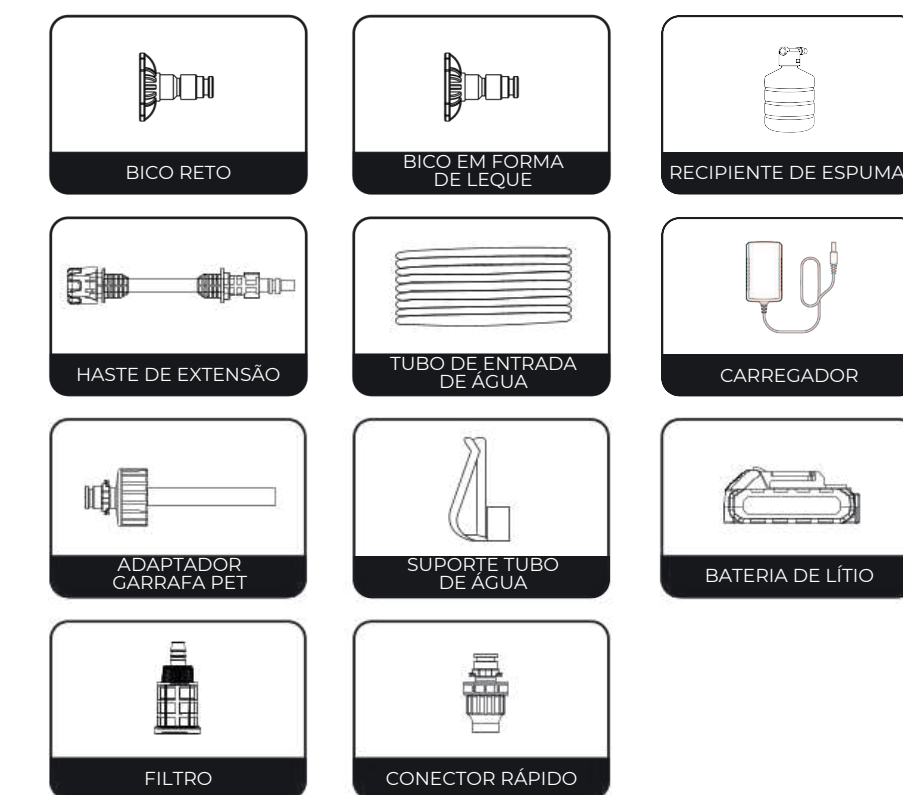 BICO RETO
BICO EM FORMA
DE LEQUE
RECIPIENTE DE ESPUMA
HASTE DE EXTENSÃO
TUBO DE ENTRADA
DE ÁGUA
CARREGADOR
ADAPTADOR
GARRAFA PET
SUPORTE TUBO
DE ÁGUA
BATERIA DE LÍTIO
FILTRO
CONECTOR RÁPIDO